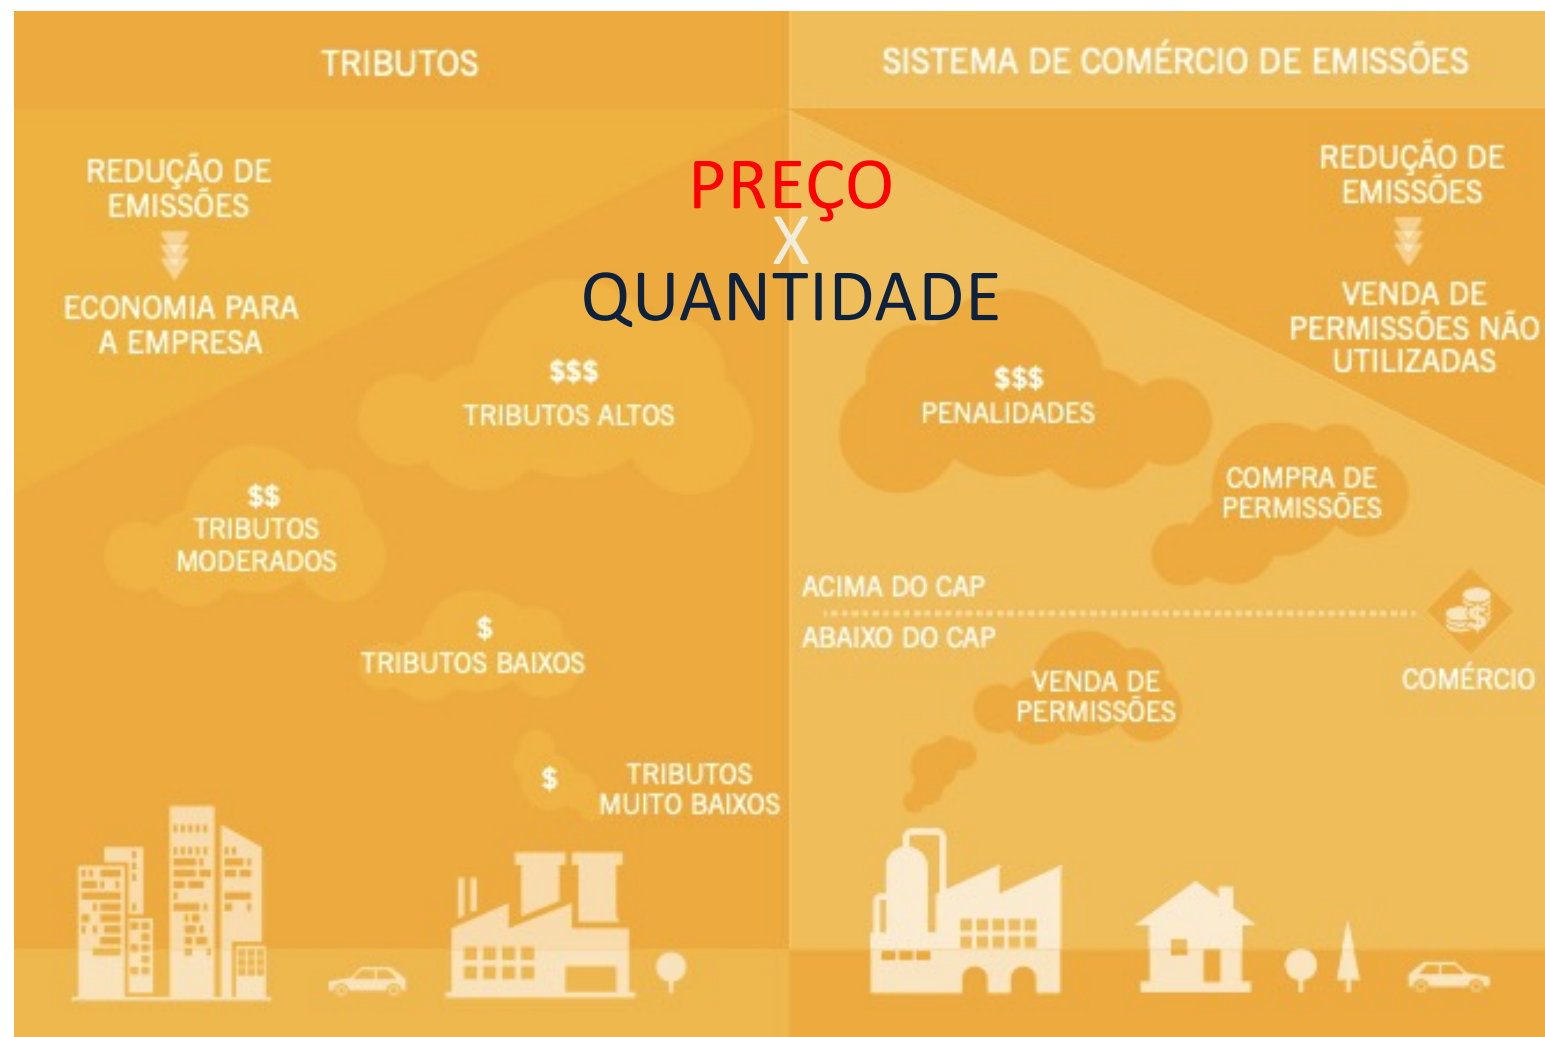 TRIBUTOS
SISTEMA DE COMÉRCIO DE EMISSÕES
PREÇO
X
QUANTIDADE
REDUÇÃO DE
EMISSÕES
ECONOMIA PARA
A EMPRESA
$$$
TRIBUTOS ALTOS
$$
TRIBUTOS
MODERADOS
$
TRIBUTOS BAIXOS
$
TRIBUTOS
MUITO BAIXOS
REDUÇÃO DE
EMISSÕES
VENDA DE
PERMISSÕES NÃO
UTILIZADAS
$$$
PENALIDADES
COMPRA DE
PERMISSÕES
ACIMA DO CAP
ABAIXO DO CAP
$
COMÉRCIO
VENDA DE
PERMISSÕES